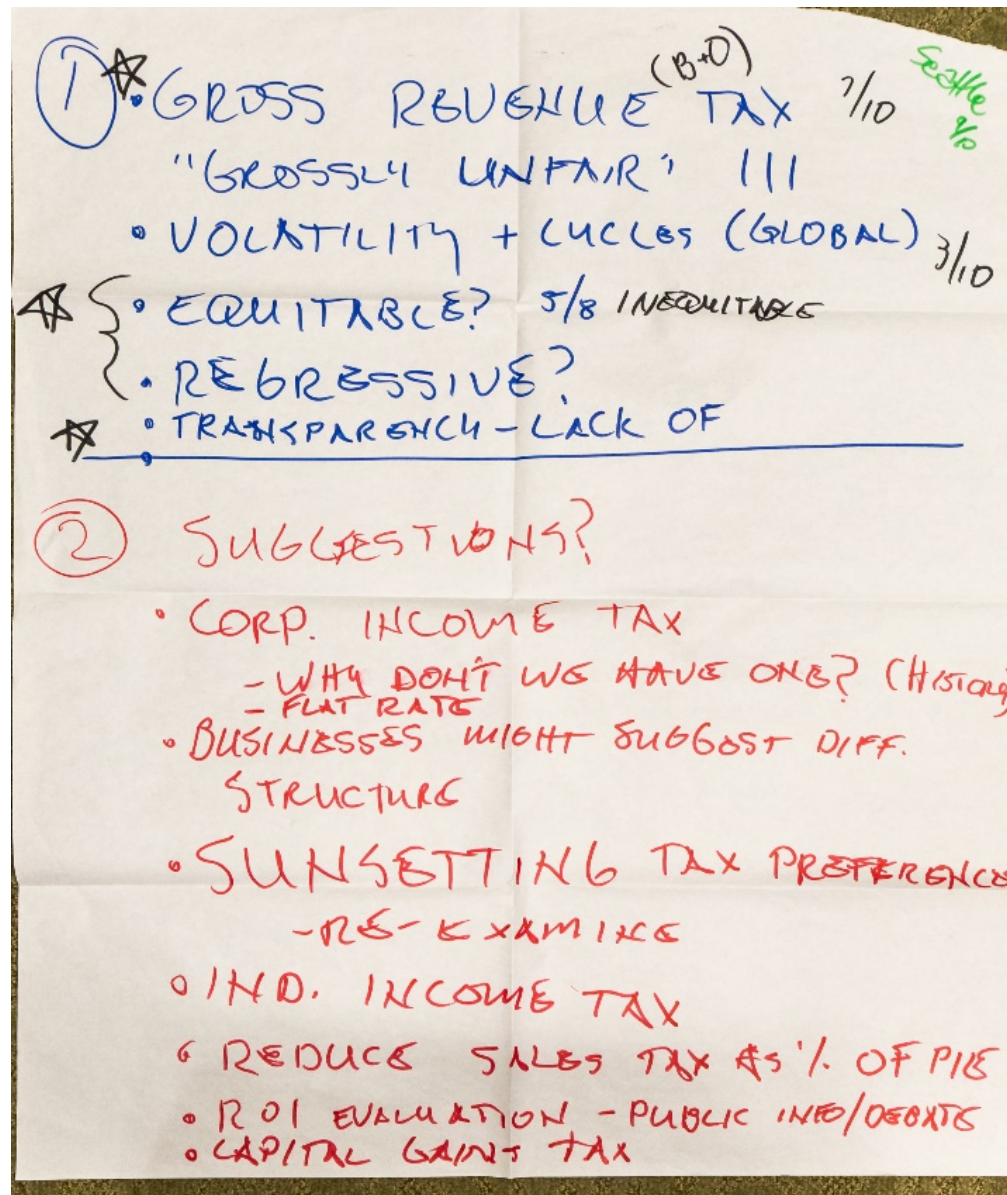 1 • GROSS REVENUE (B+O) TAX 7/10
Seattle
"GROSSLY UNFAIR" !!!
• VOLATILITY + CYCLES (GLOBAL) 3/10
• EQUITABLE? 5/8 INEQUITABLE
• REGRESSIVE?
• TRANSPARENCY - LACK OF
2 SUGGESTIONS?
• CORP. INCOME TAX
- WHY DON'T WE HAVE ONE? (HISTORY)
- FLAT RATE
• BUSINESSES MIGHT SUGGEST DIFF.
STRUCTURE
• SUNSETTING TAX PREFERENCE
- RE-EXAMINE
• IND. INCOME TAX
• REDUCE SALES TAX AS % OF PIE
• ROI EVALUATION - PUBLIC INFO/DEBATE
• CAPITAL GAINS TAX